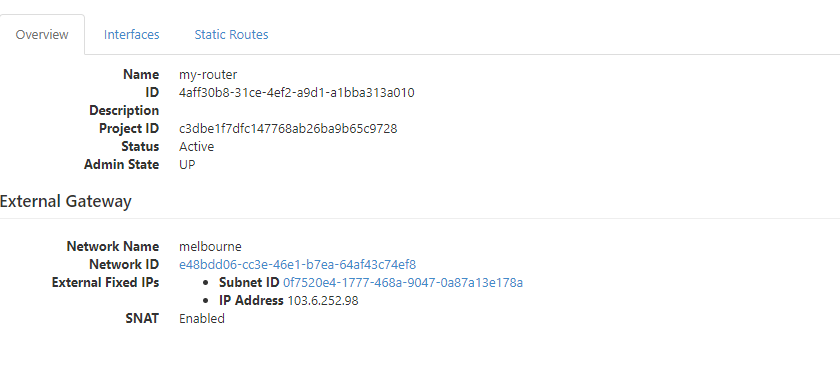 Overview Interfaces Static Routes
Name my-router
ID 4aff30b8-31ce-4ef2-a9d1-a1bba313a010
Description
Project ID c3dbe1f7dfc147768ab26ba9b65c9728
Status Active
Admin State UP
External Gateway
Network Name melbourne
Network ID e48bdd06-cc3e-46e1-b7ea-64af43c74ef8
External Fixed IPs • Subnet ID 0f7520e4-1777-468a-9047-0a87a13e178a
• IP Address 103.6.252.98
SNAT Enabled